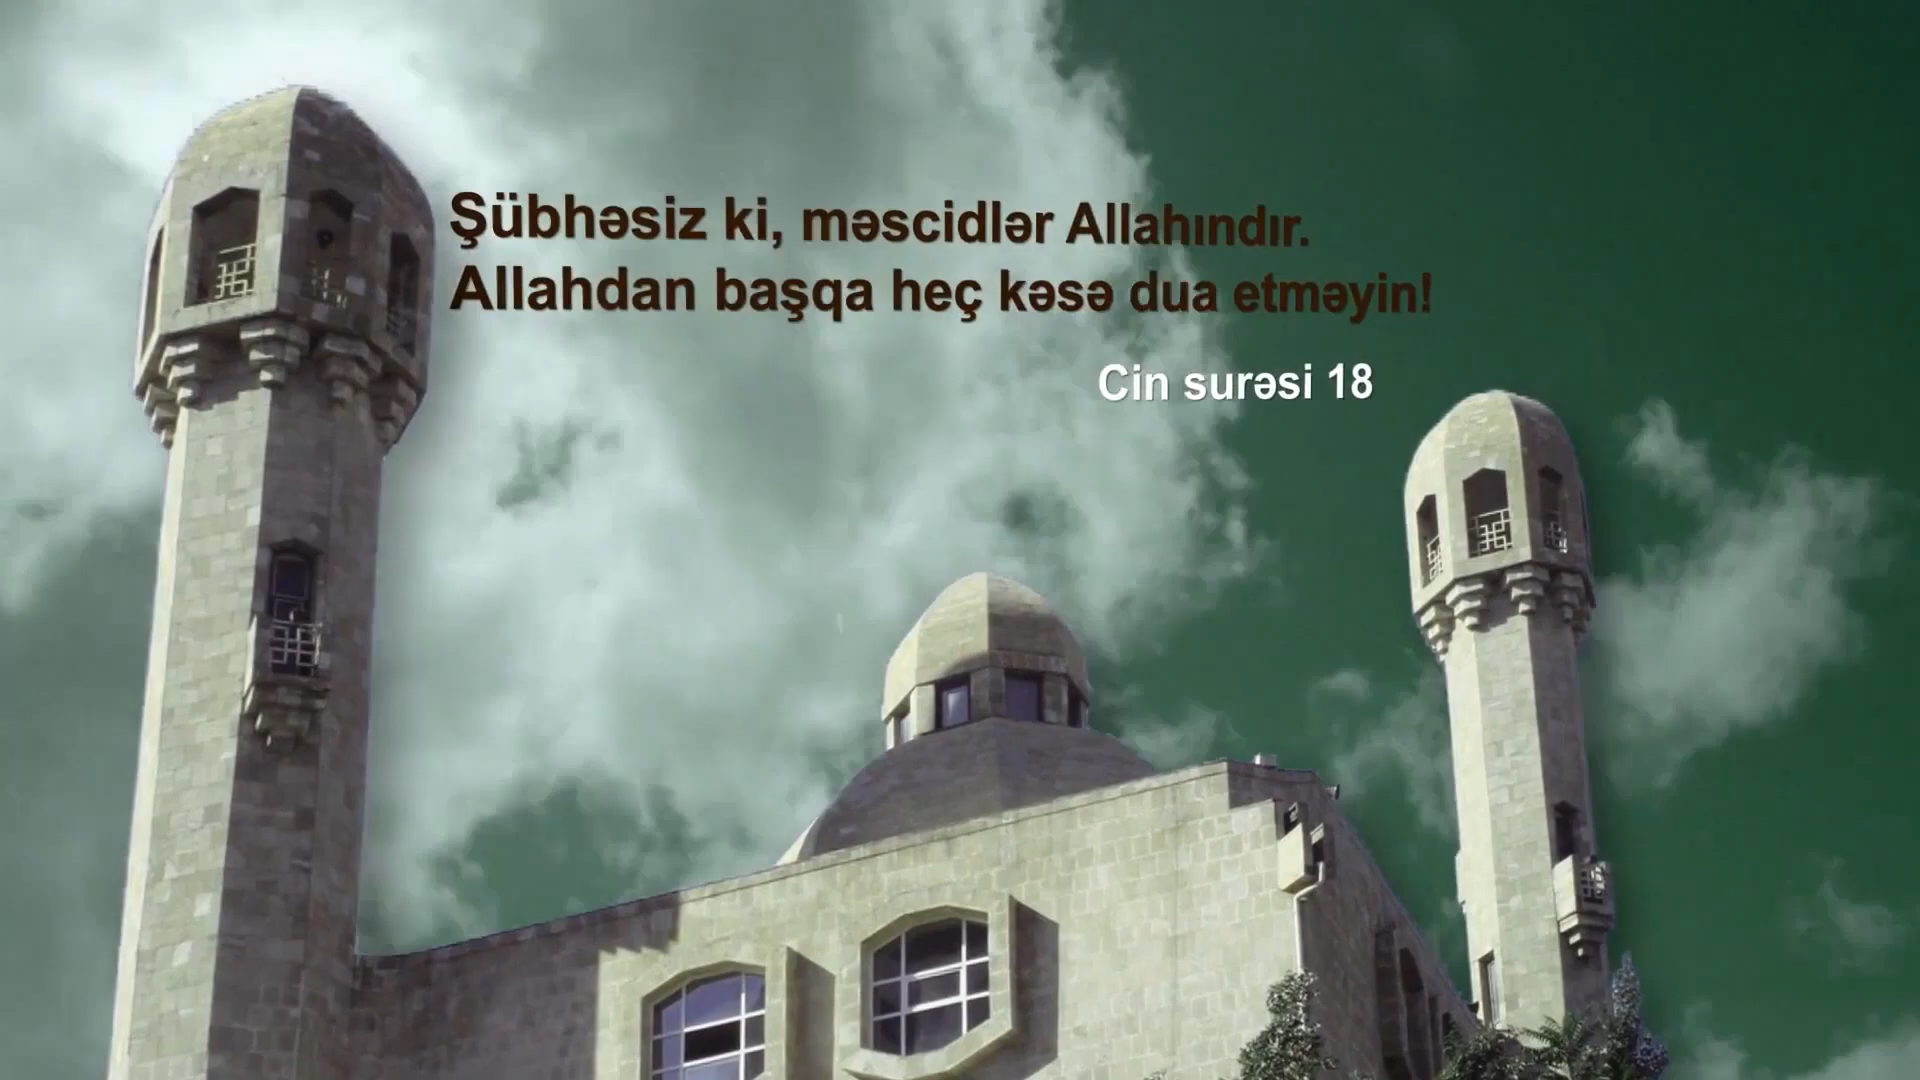 Şübhəsiz ki, məscidlər Allahındır.
Allahdan başqa heç kəsə dua etməyin!
Cin surəsi 18